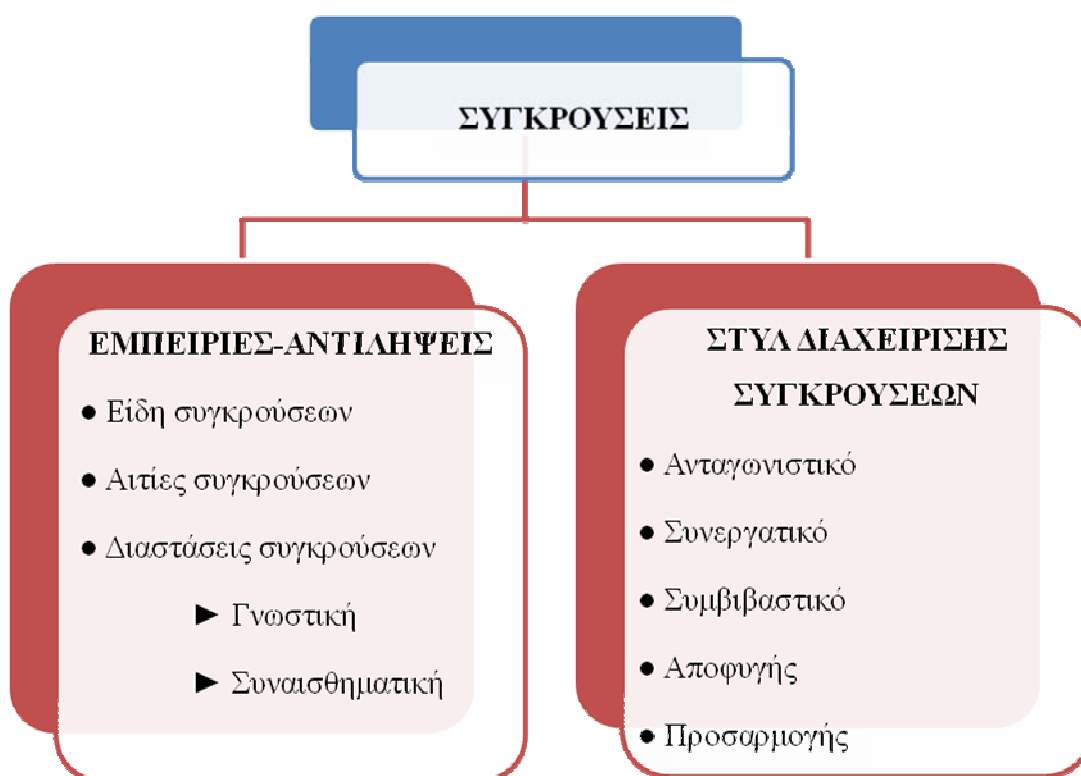 ΣΥΓΚΡΟΥΣΕΙΣ
ΕΜΠΕΙΡΙΕΣ-ΑΝΤΙΛΗΨΕΙΣ
● Είδη συγκρούσεων
● Αιτίες συγκρούσεων
● Διαστάσεις συγκρούσεων
► Γνωστική
► Συναισθηματική
ΣΤΥΛ ΔΙΑΧΕΙΡΙΣΗΣ
ΣΥΓΚΡΟΥΣΕΩΝ
● Ανταγωνιστικό
● Συνεργατικό
● Συμβιβαστικό
● Αποφυγής
● Προσαρμογής